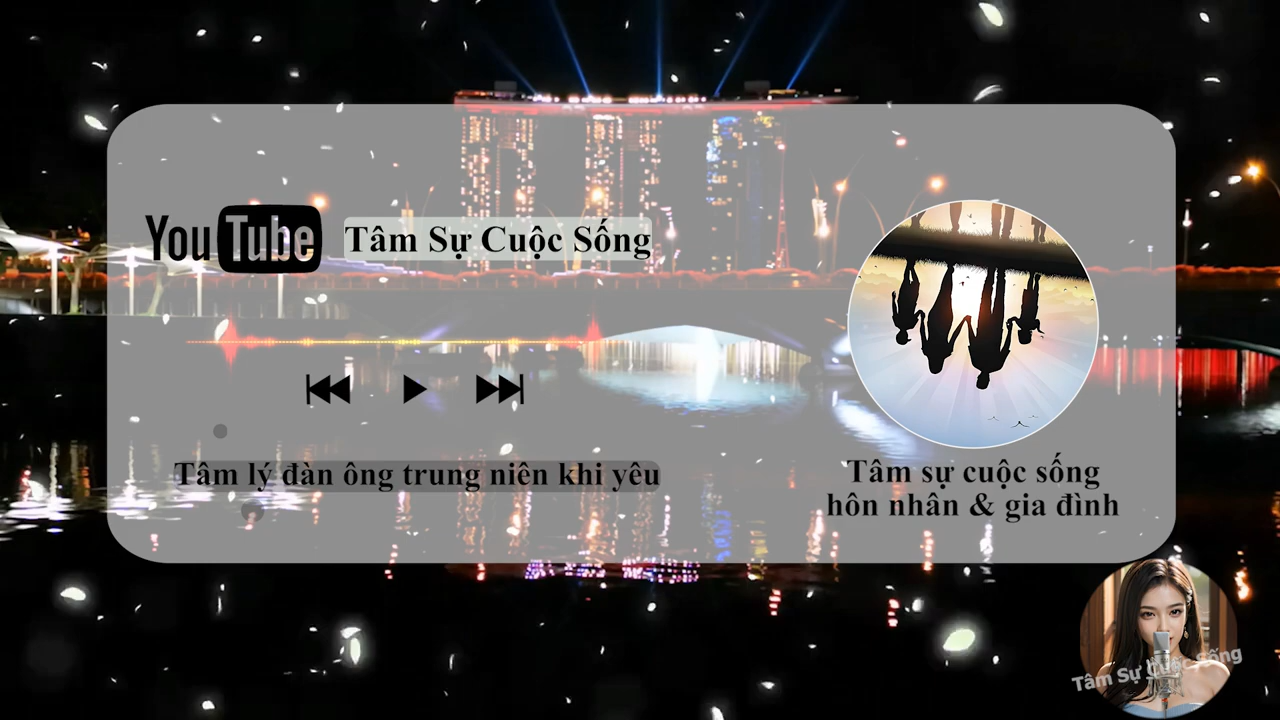 YouTube Tâm Sự Cuộc Sống
Tâm lý đàn ông trung niên khi yêu
Tâm sự cuộc sống
hôn nhân & gia đình
Tâm Sự Cuộc Sống